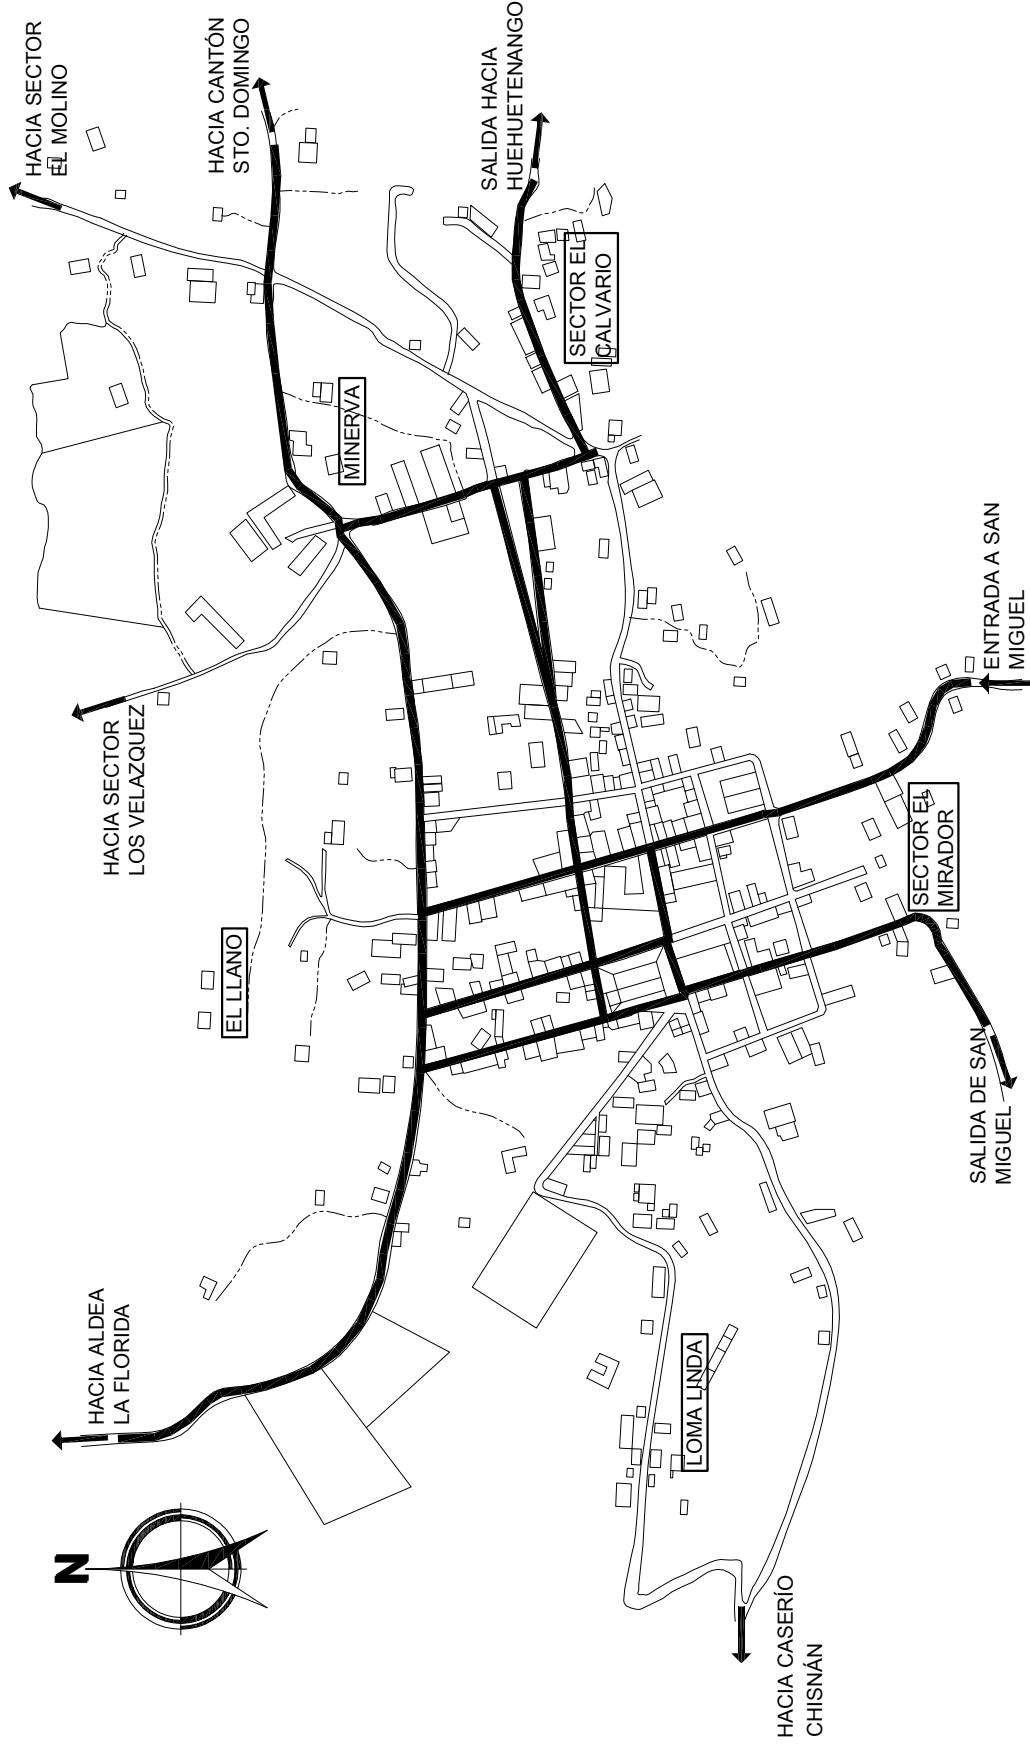 HACIA SECTOR
EL MOLINO
HACIA CANTÓN
STO. DOMINGO
SALIDA HACIA
HUEHUETENANGO
SECTOR EL
CALVARIO
MINERVA
ENTRADA A SAN
MIGUEL
HACIA SECTOR
LOS VELAZQUEZ
SECTOR EL
MIRADOR
EL LLANO
SALIDA DE SAN
MIGUEL
HACIA ALDEA
LA FLORIDA
LOMA LINDA
N
HACIA CASERÍO
CHISNÁN